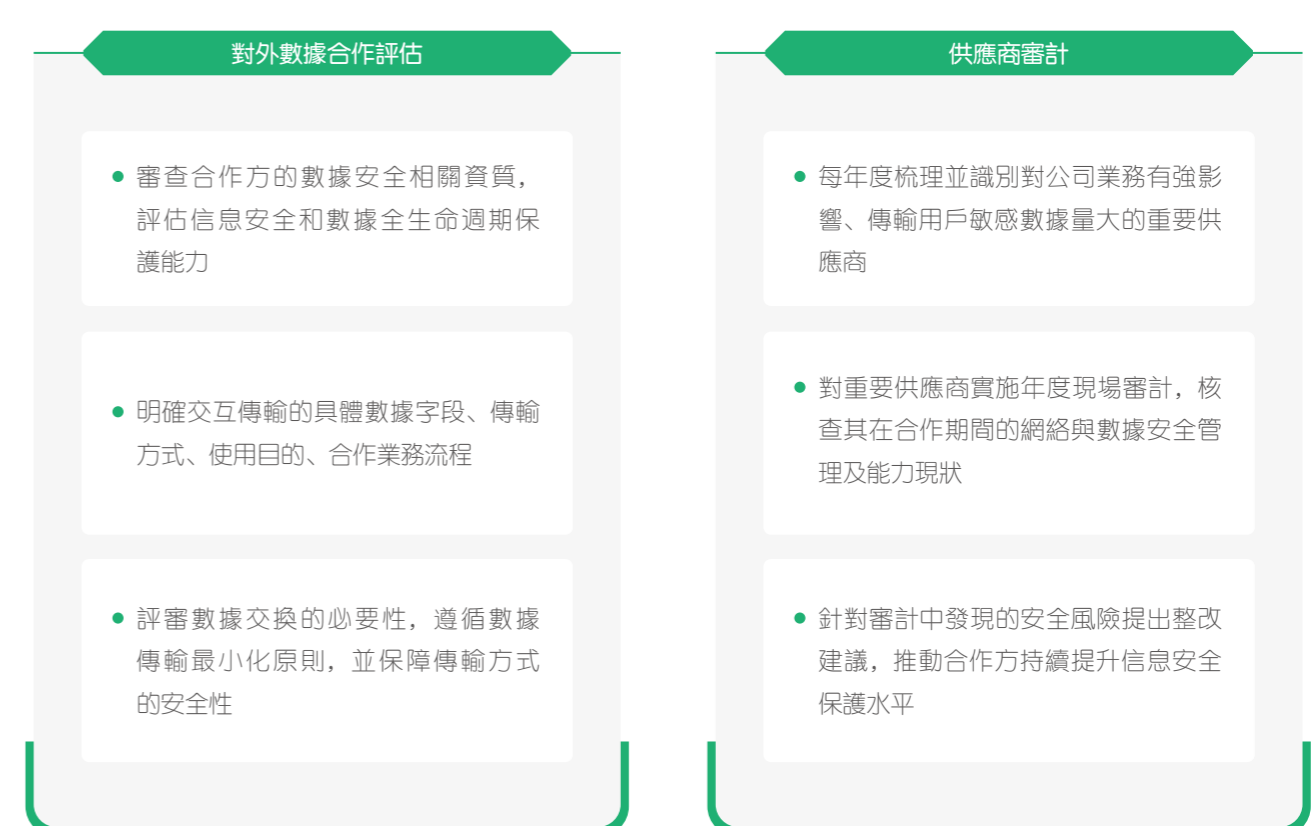 對外數據合作評估
審查合作方的數據安全相關資質，
評估信息安全和數據全生命週期保
護能力
明確交互傳輸的具體數據字段、傳輸
方式、使用目的、合作業務流程
評審數據交換的必要性，遵循數據
傳輸最小化原則，並保障傳輸方式
的安全性
供應商審計
每年度梳理並識別對公司業務有強影
響、傳輸用戶敏感數據量大的重要供
應商
對重要供應商實施年度現場審計，核
查其在合作期間的網絡與數據安全管
理及能力現狀
針對審計中發現的安全風險提出整改
建議，推動合作方持續提升信息安全
保護水平